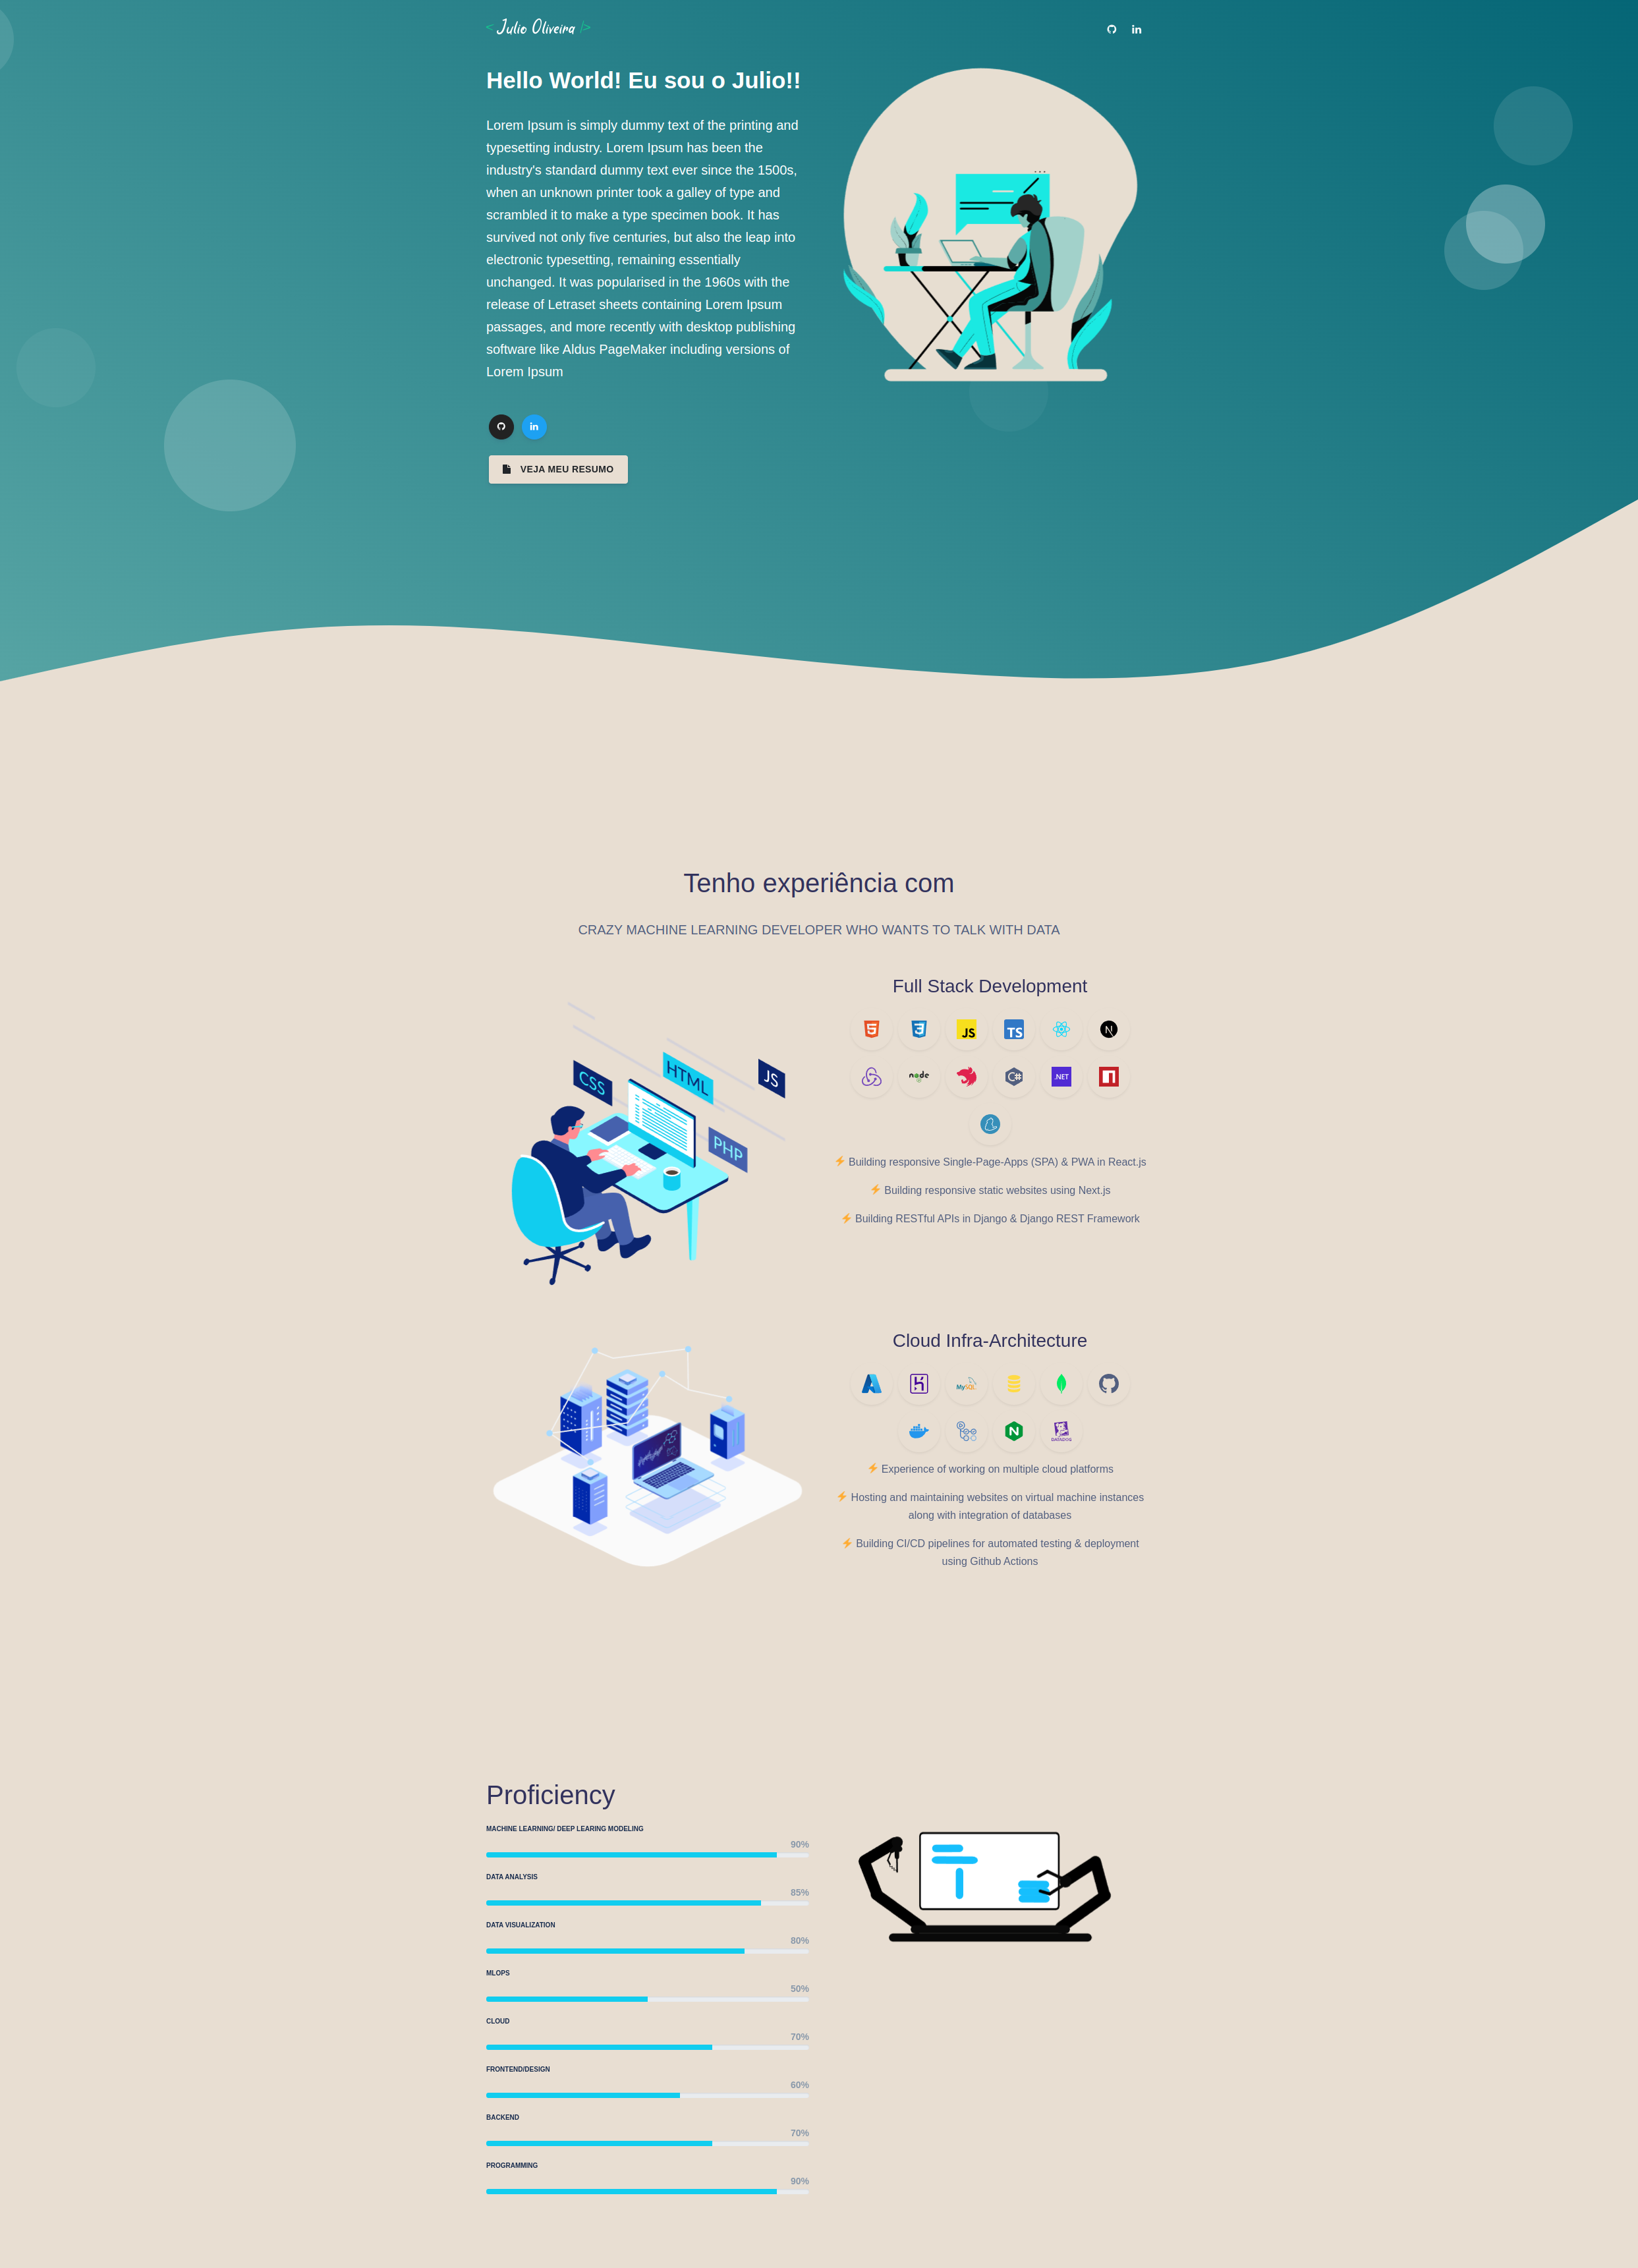 < Julio Oliveira />
Hello World! Eu sou o Julio!!
Lorem Ipsum is simply dummy text of the printing and
typesetting industry. Lorem Ipsum has been the
industry's standard dummy text ever since the 1500s,
when an unknown printer took a galley of type and
scrambled it to make a type specimen book. It has
survived not only five centuries, but also the leap into
electronic typesetting, remaining essentially
unchanged. It was popularised in the 1960s with the
release of Letraset sheets containing Lorem Ipsum
passages, and more recently with desktop publishing
software like Aldus PageMaker including versions of
Lorem Ipsum
in
in
VEJA MEU RESUMO
Tenho experiência com
CRAZY MACHINE LEARNING DEVELOPER WHO WANTS TO TALK WITH DATA
CSS
HTML
JS
PHP
Full Stack Development
JS
TS
N
node
C#
.NET
⚡ Building responsive Single-Page-Apps (SPA) & PWA in React.js
⚡ Building responsive static websites using Next.js
⚡ Building RESTful APIs in Django & Django REST Framework
Cloud Infra-Architecture
MySQL
N
DATADOG
⚡ Experience of working on multiple cloud platforms
⚡ Hosting and maintaining websites on virtual machine instances
along with integration of databases
⚡ Building CI/CD pipelines for automated testing & deployment
using Github Actions
Proficiency
MACHINE LEARNING/ DEEP LEARING MODELING
90%
DATA ANALYSIS
85%
DATA VISUALIZATION
80%
MLOPS
50%
CLOUD
70%
FRONTEND/DESIGN
60%
BACKEND
70%
PROGRAMMING
90%